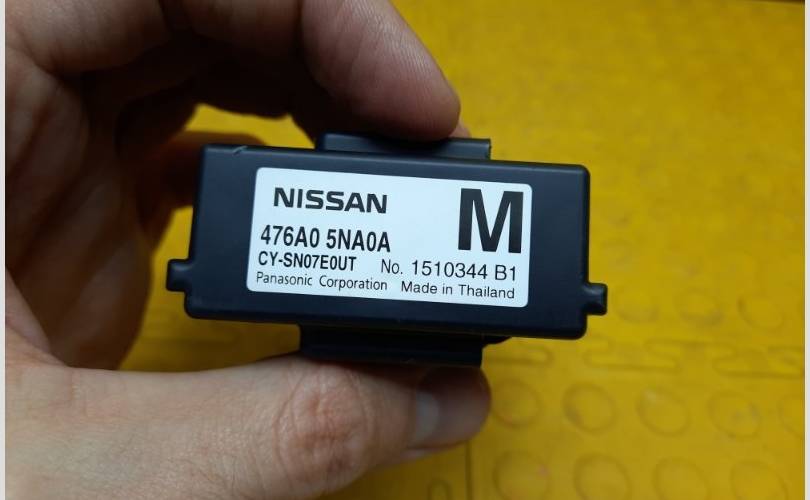 NISSAN M
476A0 5NA0A
CY-SN07E0UT No. 1510344 B1
Panasonic Corporation Made in Thailand